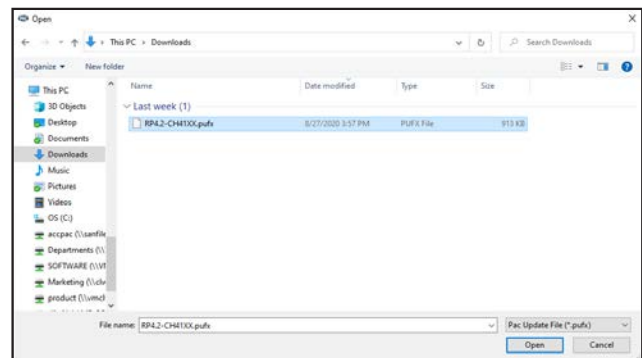 Open
This PC > Downloads
Search Downloads
Organize
New folder
Name Date modified Type Size
Last week (1)
RP4.2-CH41XX.pufx 8/27/2020 3:57 PM PUFX File 913 KB
This PC
3D Objects
Desktop
Documents
Downloads
Music
Pictures
Videos
OS (C:)
accpac (\\sanfile
Departments (\\
SOFTWARE (\\
Marketing (\\
product (\\vmcl
File name: RP4.2-CH41XX.pufx Pac Update File (*.pufx)
Open Cancel